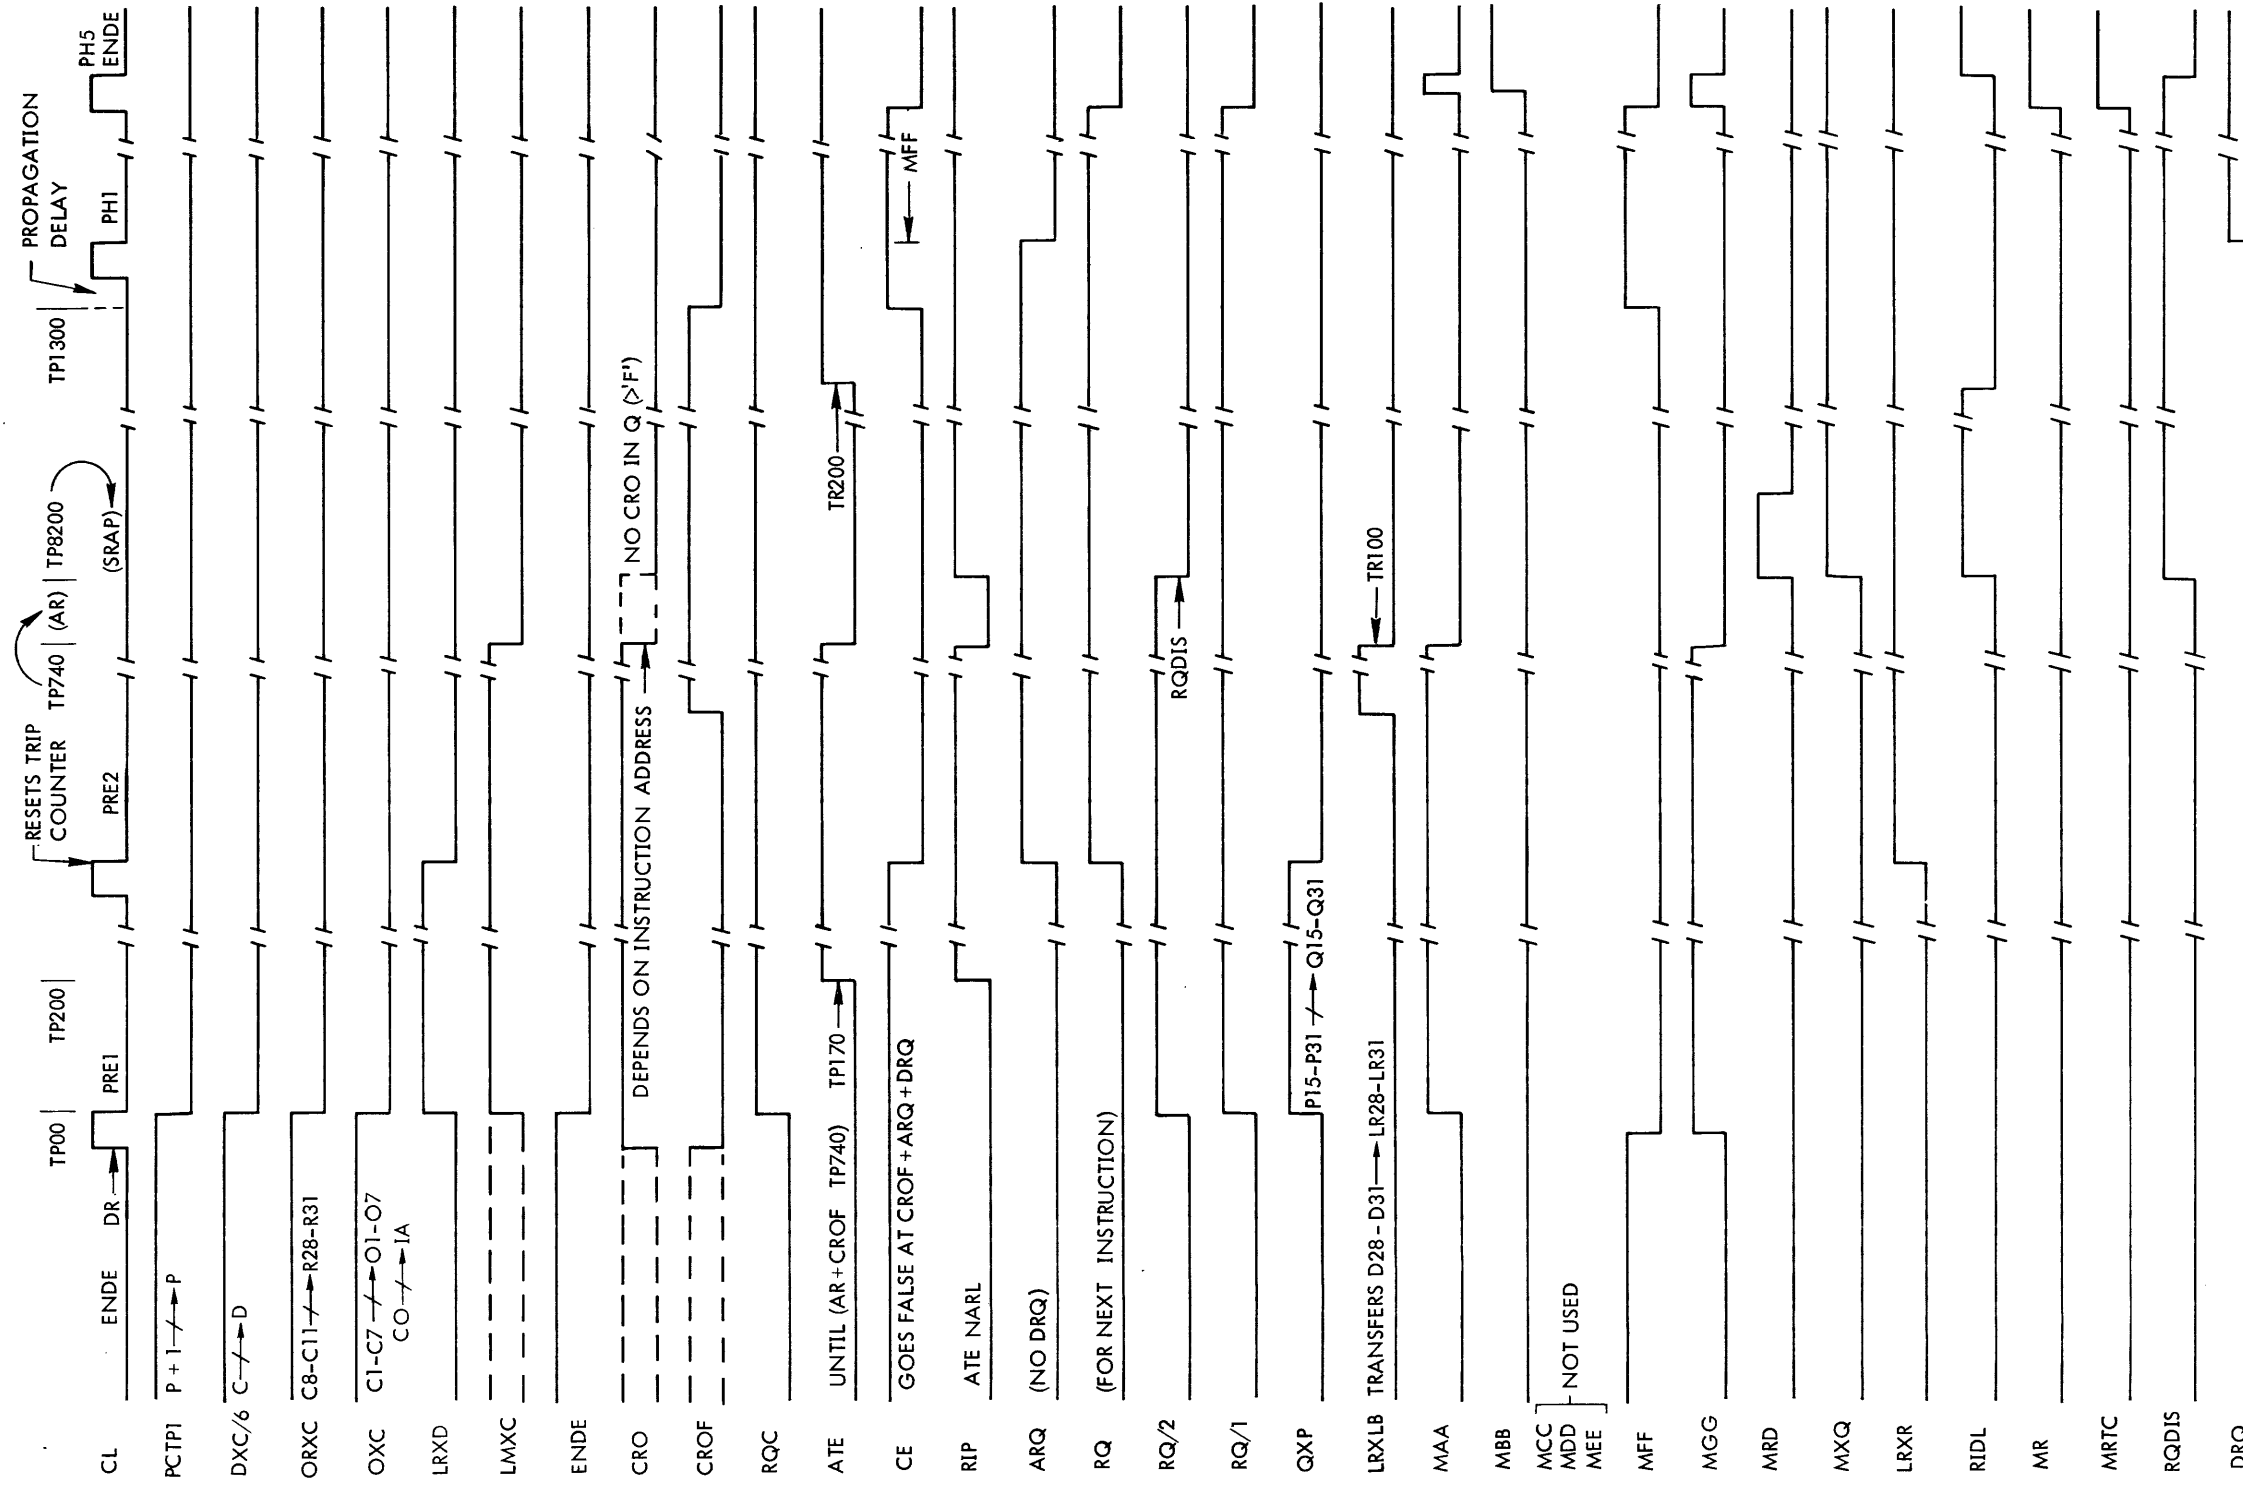 RESETS TRIP
COUNTER
PROPAGATION
DELAY
TP00
TP200
TP740
(AR)
TP8200
TP1300
CL
ENDE
DR
PRE1
PRE2
(SRAP)
PH1
PH5
ENDE
PCTP1
P + 1 → P
DXC/6
C → D
ORXC
C8-C11 → R28-R31
OXC
C1-C7 → O1-O7
CO → IA
LRXD
LMXC
ENDE
CRO
DEPENDS ON INSTRUCTION ADDRESS
NO CRO IN Q (>'F')
CROF
RQC
ATE
UNTIL (AR+CROF TP740)
TP170
TR200
CE
GOES FALSE AT CROF+ARQ+DRQ
MFF
RIP
ATE NARL
ARQ
(NO DRQ)
RQ
(FOR NEXT INSTRUCTION)
RQ/2
RQDIS
RQ/1
QXP
P15-P31 → Q15-Q31
LRXLB
TRANSFERS D28 - D31 → LR28-LR31
TR100
MAA
MBB
MCC
MDD
MEE
NOT USED
MFF
MGG
MRD
MXQ
LRXR
RIDL
MR
MRTC
RQDIS
DRQ